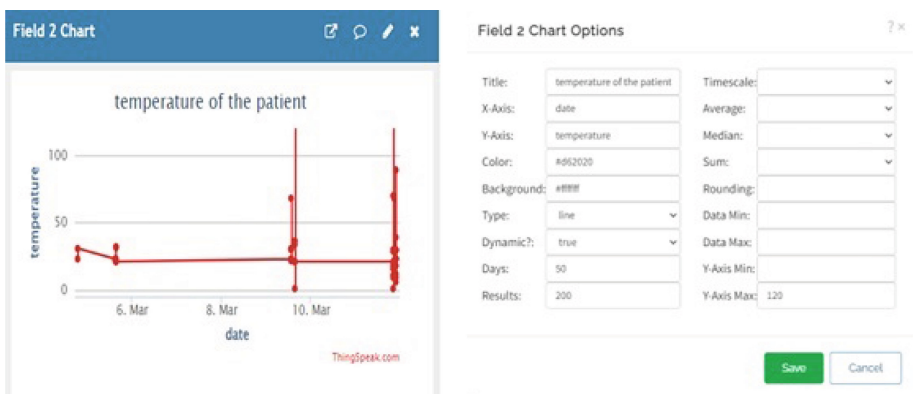 Field 2 Chart
temperature of the patient
temperature
100
50
0
6. Mar 8. Mar 10. Mar
date
ThingSpeak.com
Field 2 Chart Options
? ×
Title: temperature of the patient Timescale:
X-Axis: date Average:
Y-Axis: temperature Median:
Color: #d62020 Sum:
Background: #ffffff Rounding:
Type: line Data Min:
Dynamic?: true Data Max:
Days: 50 Y-Axis Min:
Results: 200 Y-Axis Max: 120
Save Cancel